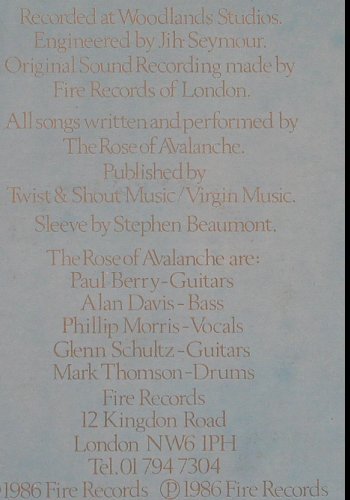 Recorded at Woodlands Studios.
Engineered by Jih Seymour.
Original Sound Recording made by
Fire Records of London.
All songs written and performed by
The Rose of Avalanche.
Published by
Twist & Shout Music/Virgin Music.
Sleeve by Stephen Beaumont.
The Rose of Avalanche are:
Paul Berry-Guitars
Alan Davis-Bass
Phillip Morris-Vocals
Glenn Schultz-Guitars
Mark Thomson-Drums
Fire Records
12 Kingdon Road
London NW6 1PH
Tel. 01 794 7304
©1986 Fire Records ℗1986 Fire Records